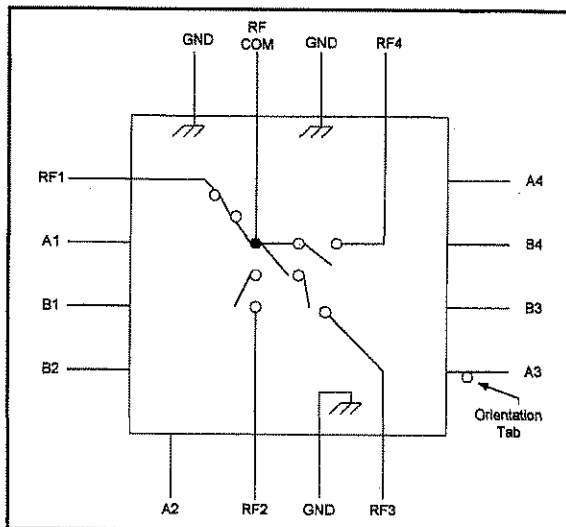 GND
RF
COM
GND
RF4
RF1
A4
A1
B4
B1
B3
B2
A3
Orientation
Tab
A2
RF2
GND
RF3